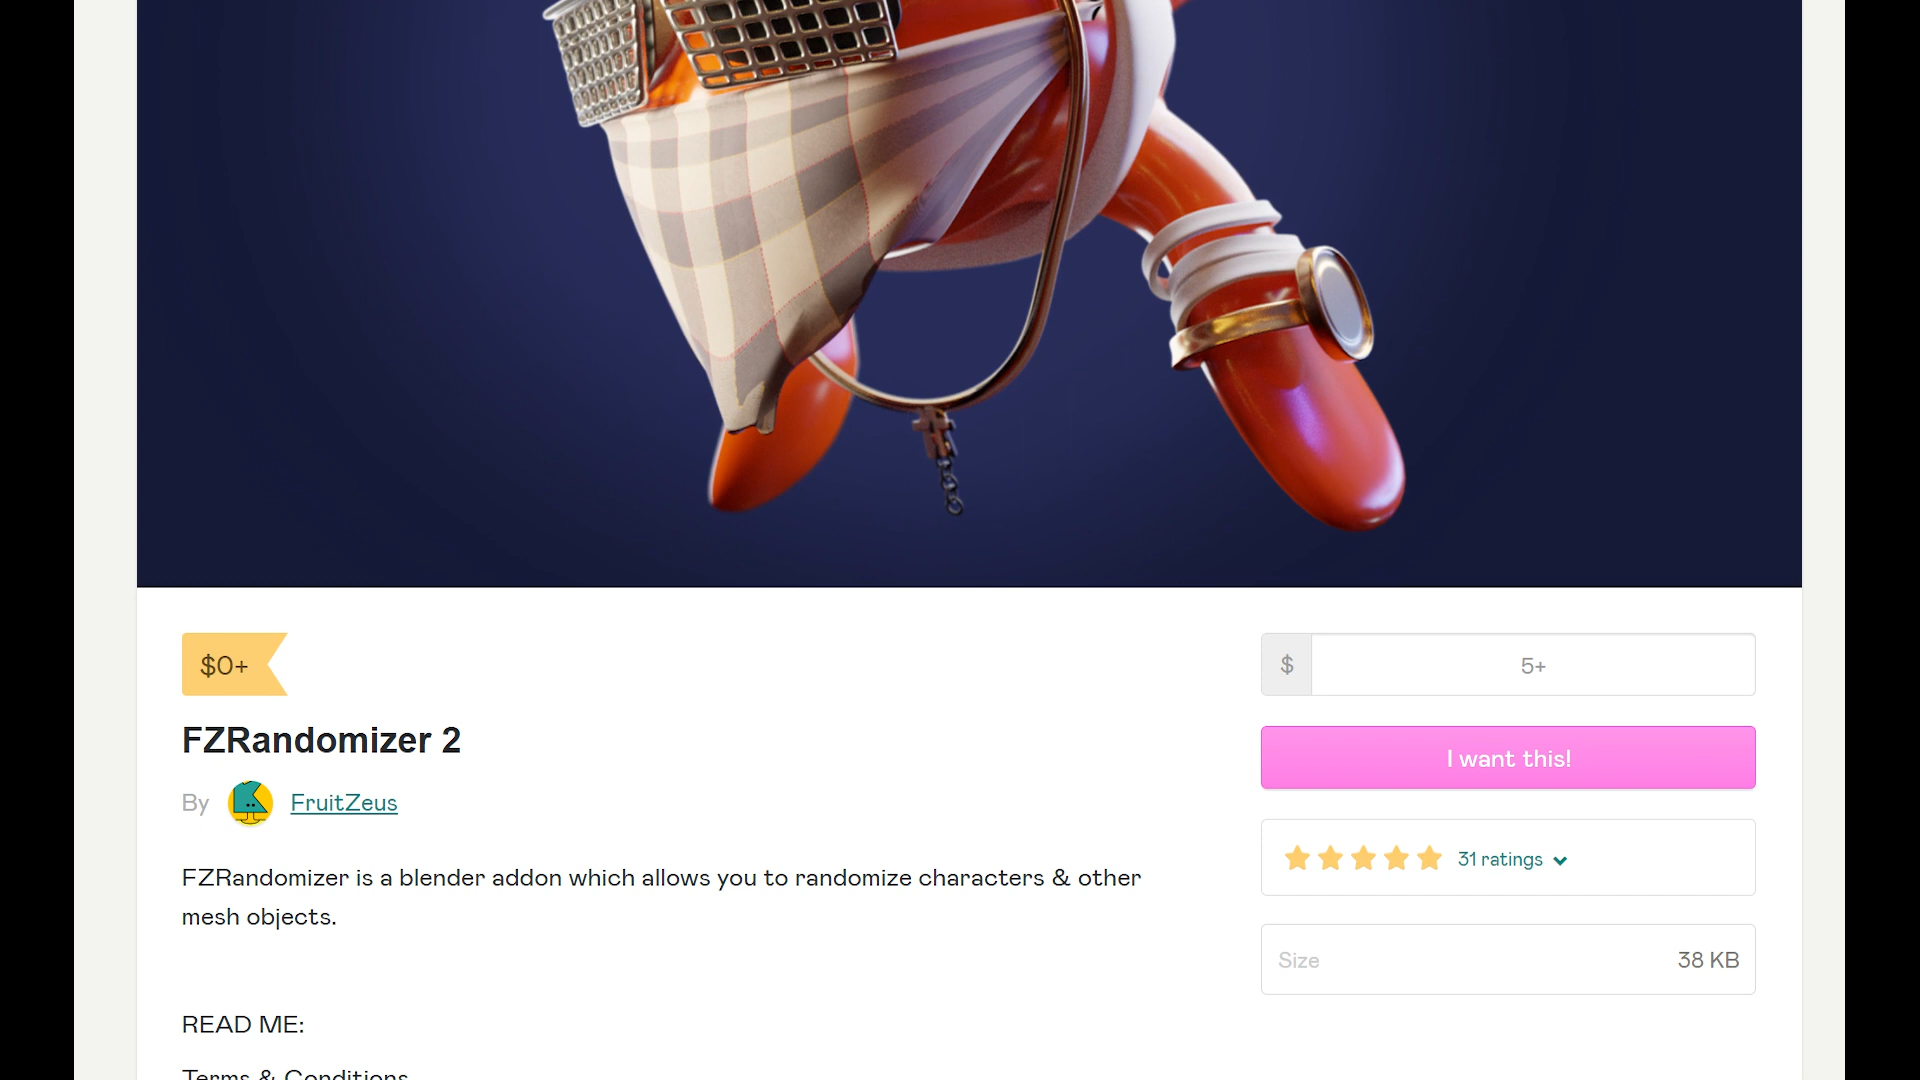 $0+
$
5+
FZRandomizer 2
I want this!
By FruitZeus
31 ratings
FZRandomizer is a blender addon which allows you to randomize characters & other
mesh objects.
Size
38 KB
READ ME:
Terms & Conditions